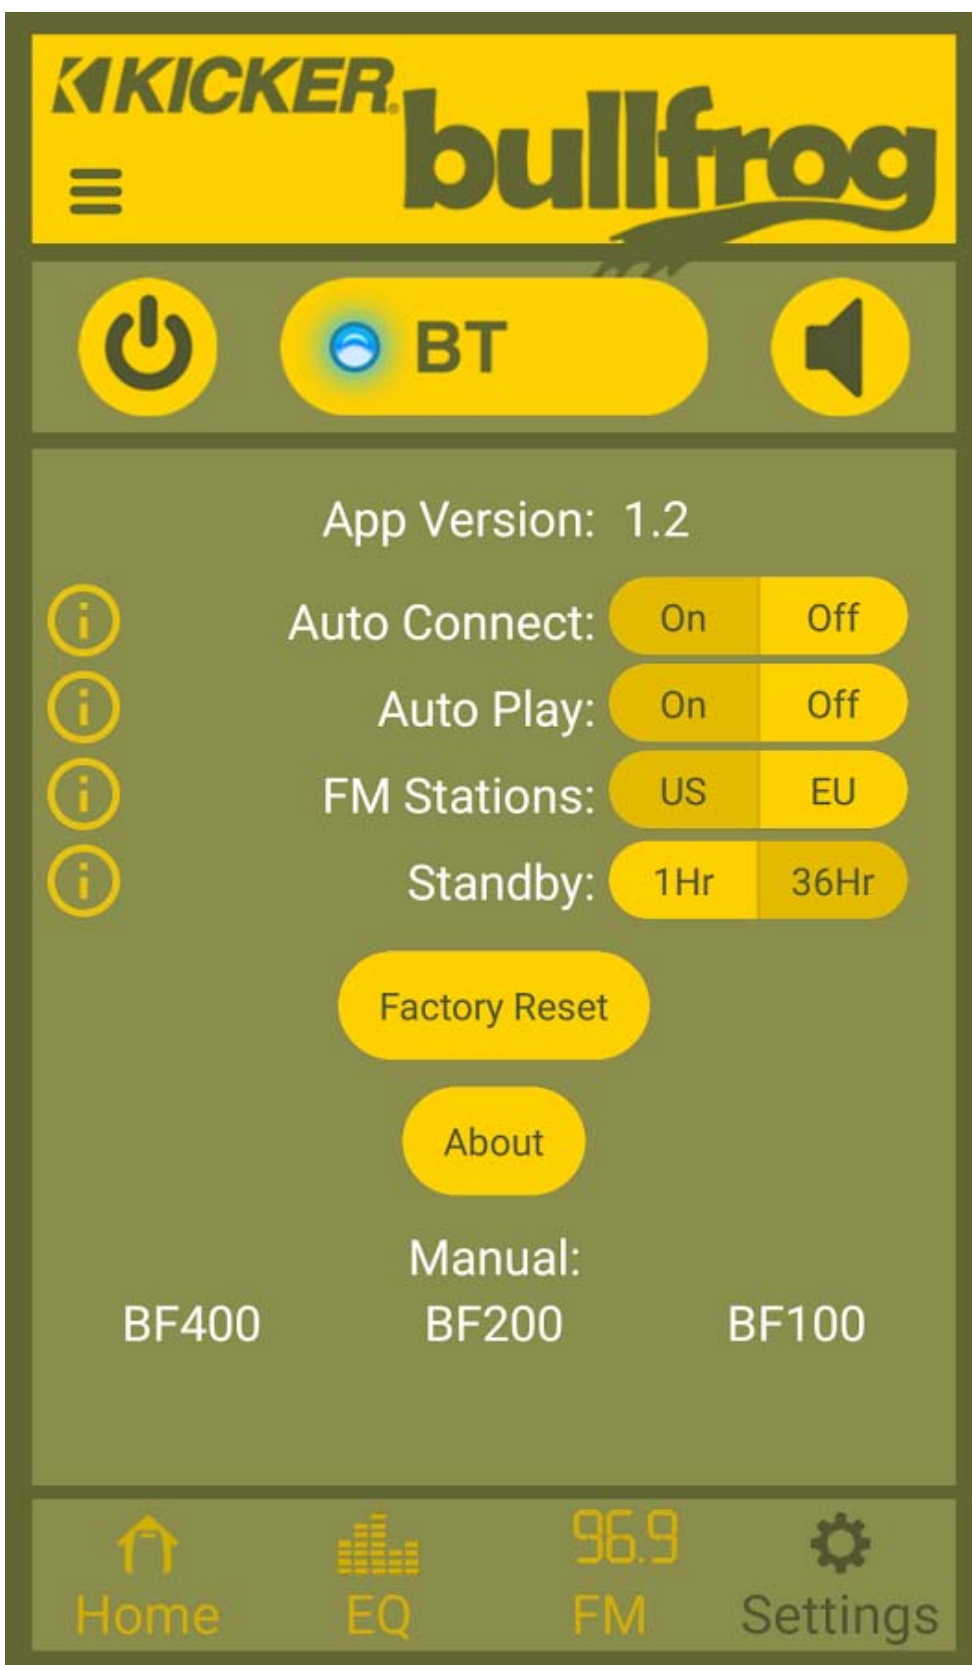 KICKER
bullfrog
BT
App Version: 1.2
Auto Connect: On Off
Auto Play: On Off
FM Stations: US EU
Standby: 1Hr 36Hr
Factory Reset
About
Manual:
BF400 BF200 BF100
96.9
Home EQ FM Settings